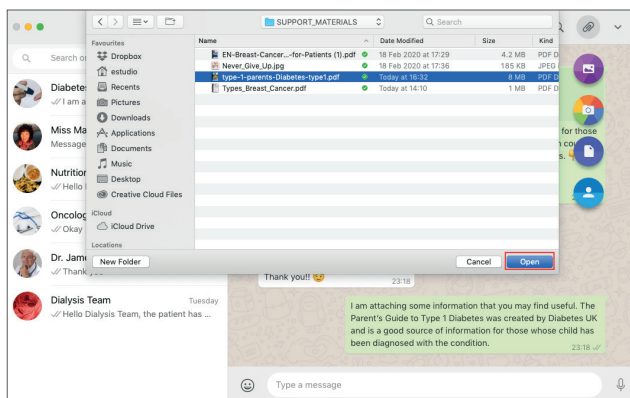 SUPPORT_MATERIALS
Search
Favourites
Dropbox
estudio
Recents
Pictures
Downloads
Applications
Documents
Music
Desktop
Creative Cloud Files
iCloud
iCloud Drive
Locations
Name Date Modified Size Kind
EN-Breast-Cancer...-for-Patients (1).pdf 18 Feb 2020 at 17:29 4.2 MB PDF D
Never_Give_Up.jpg 18 Feb 2020 at 17:36 185 KB JPEG
type-1-parents-Diabetes-type1.pdf Today at 16:32 8 MB PDF D
Types_Breast_Cancer.pdf Today at 14:10 1 MB PDF D
New Folder Cancel Open
Search or
Diabete
I am a
Miss Ma
Message
Nutrition
Hello
Oncolog
Okay
Dr. Jame
Thank you
Dialysis Team Tuesday
Hello Dialysis Team, the patient has ...
for those
Thank you!!
23:18
I am attaching some information that you may find useful. The
Parent's Guide to Type 1 Diabetes was created by Diabetes UK
and is a good source of information for those whose child has
been diagnosed with the condition.
23:18
Type a message